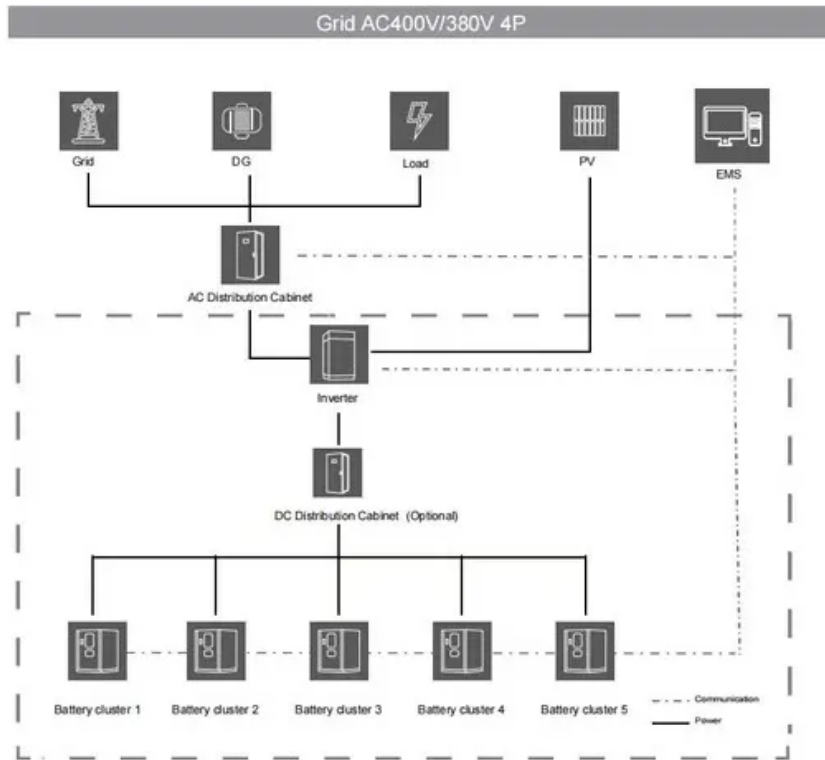 Grid AC400V/380V 4P
Grid
DG
Load
PV
EMS
AC Distribution Cabinet
Inverter
DC Distribution Cabinet (Optional)
Battery cluster 1
Battery cluster 2
Battery cluster 3
Battery cluster 4
Battery cluster 5
Communication
Power